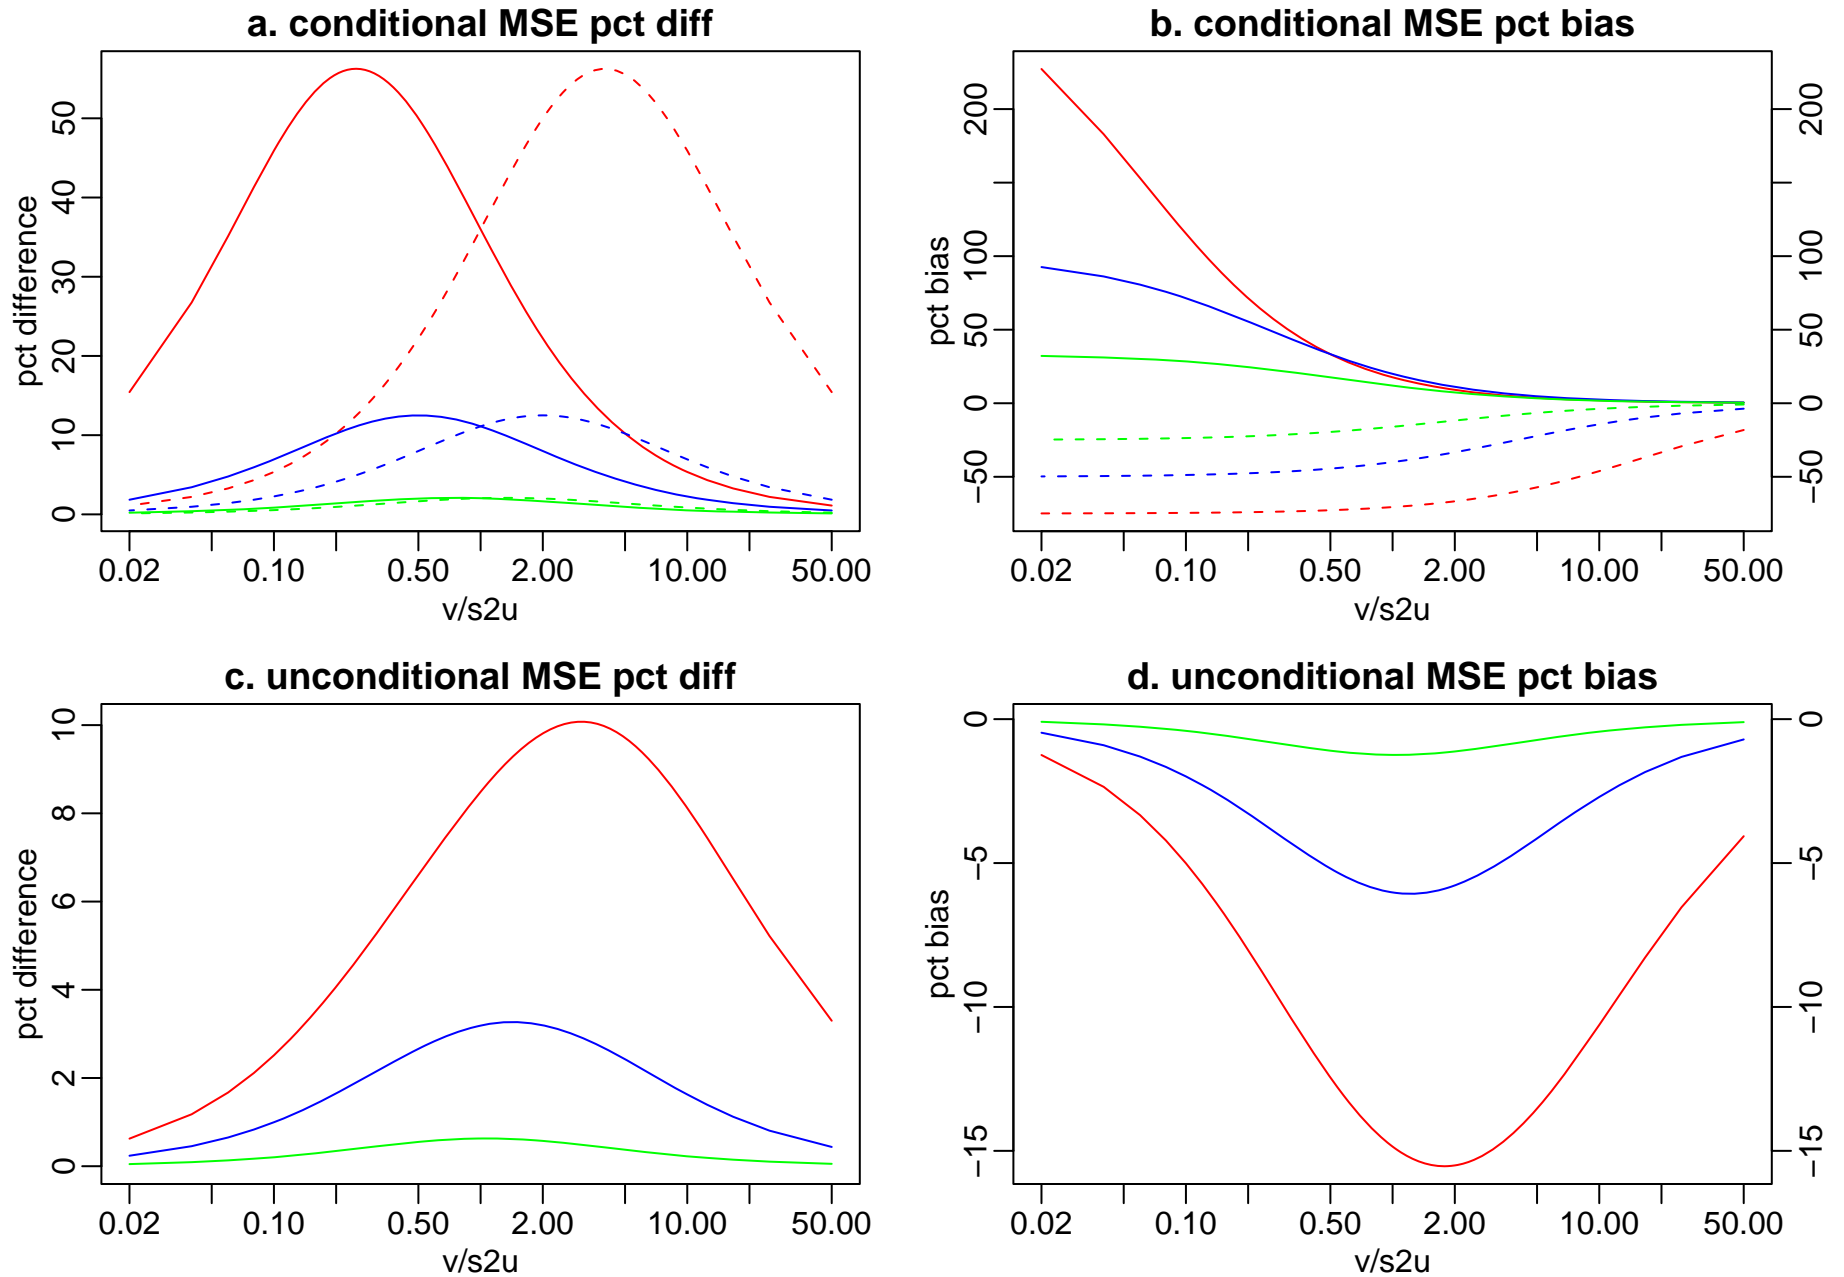 a. conditional MSE pct diff
pct difference
0 10 20 30 40 50
0.02 0.10 0.50 2.00 10.00 50.00
v/s2u
b. conditional MSE pct bias
pct bias
−50 0 50 100 200
−50 0 50 100 200
0.02 0.10 0.50 2.00 10.00 50.00
v/s2u
c. unconditional MSE pct diff
pct difference
0 2 4 6 8 10
0.02 0.10 0.50 2.00 10.00 50.00
v/s2u
d. unconditional MSE pct bias
pct bias
−15 −10 −5 0
−15 −10 −5 0
0.02 0.10 0.50 2.00 10.00 50.00
v/s2u